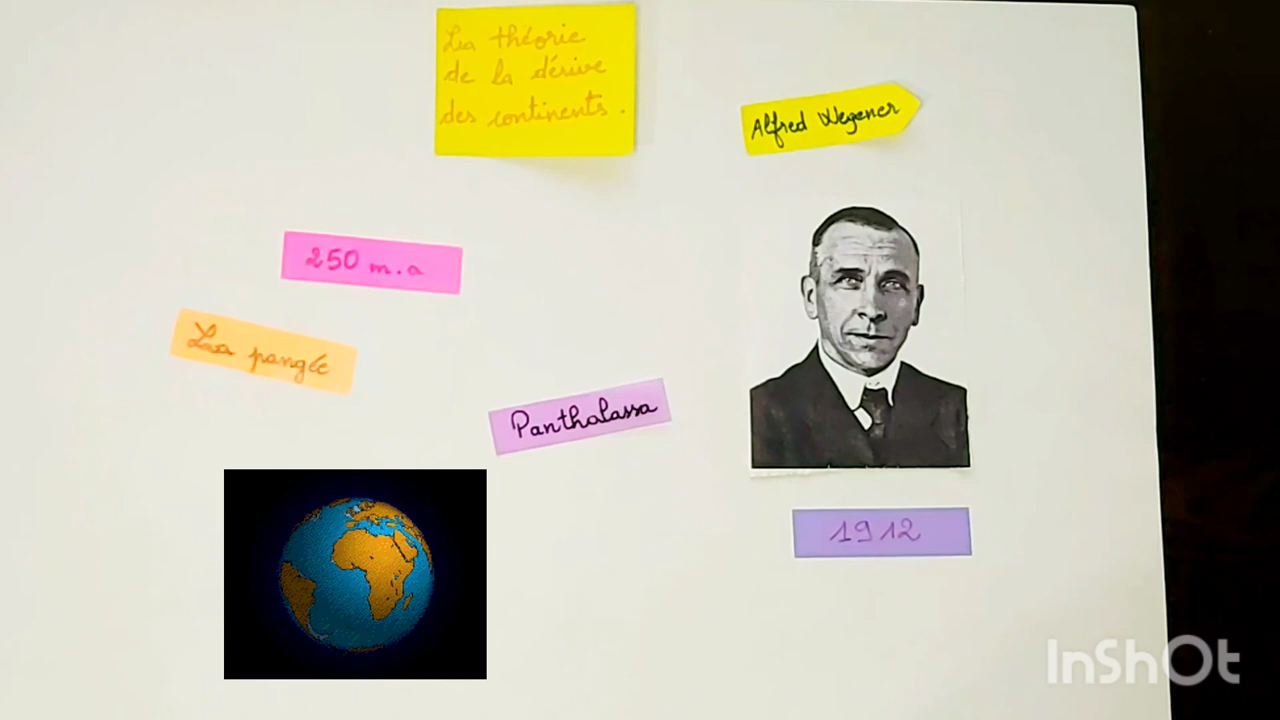 La théorie
de la dérive
des continents.
Alfred Wegener
250 m.a
La pangée
Panthalassa
1912
InShOt